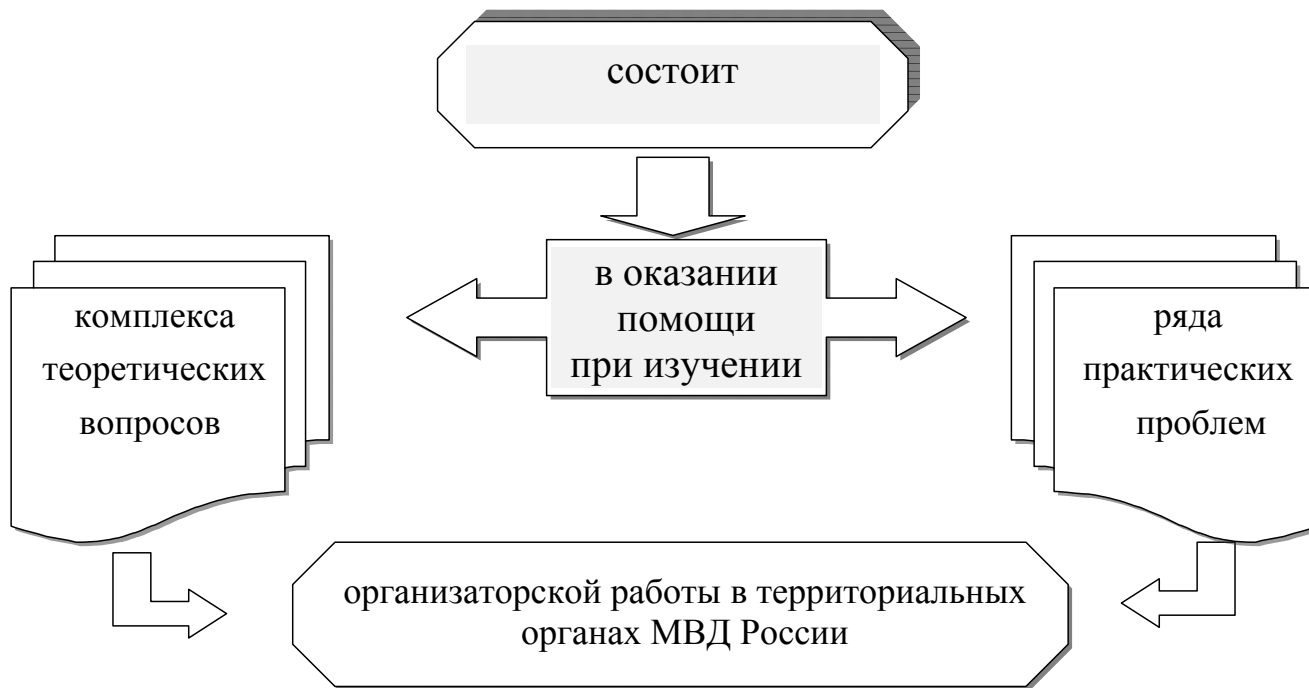 состоит
в оказании
помощи
при изучении
комплекса
теоретических
вопросов
ряда
практических
проблем
организаторской работы в территориальных
органах МВД России